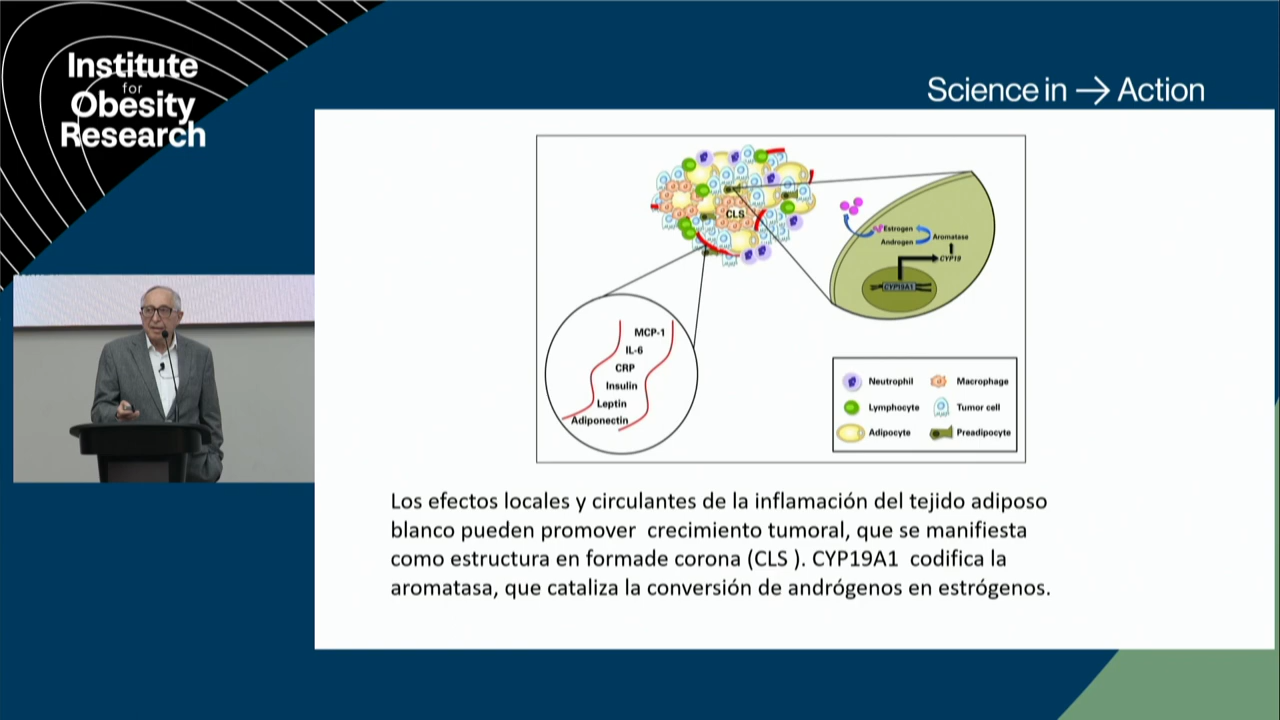 Institute
for
Obesity
Research
Science in → Action
CLS
Estrogen
Androgen
Aromatase
CYP19
CYP19A1
MCP-1
IL-6
CRP
Insulin
Leptin
Adiponectin
Neutrophil
Macrophage
Lymphocyte
Tumor cell
Adipocyte
Preadipocyte
Los efectos locales y circulantes de la inflamación del tejido adiposo
blanco pueden promover crecimiento tumoral, que se manifiesta
como estructura en formade corona (CLS ). CYP19A1 codifica la
aromatasa, que cataliza la conversión de andrógenos en estrógenos.